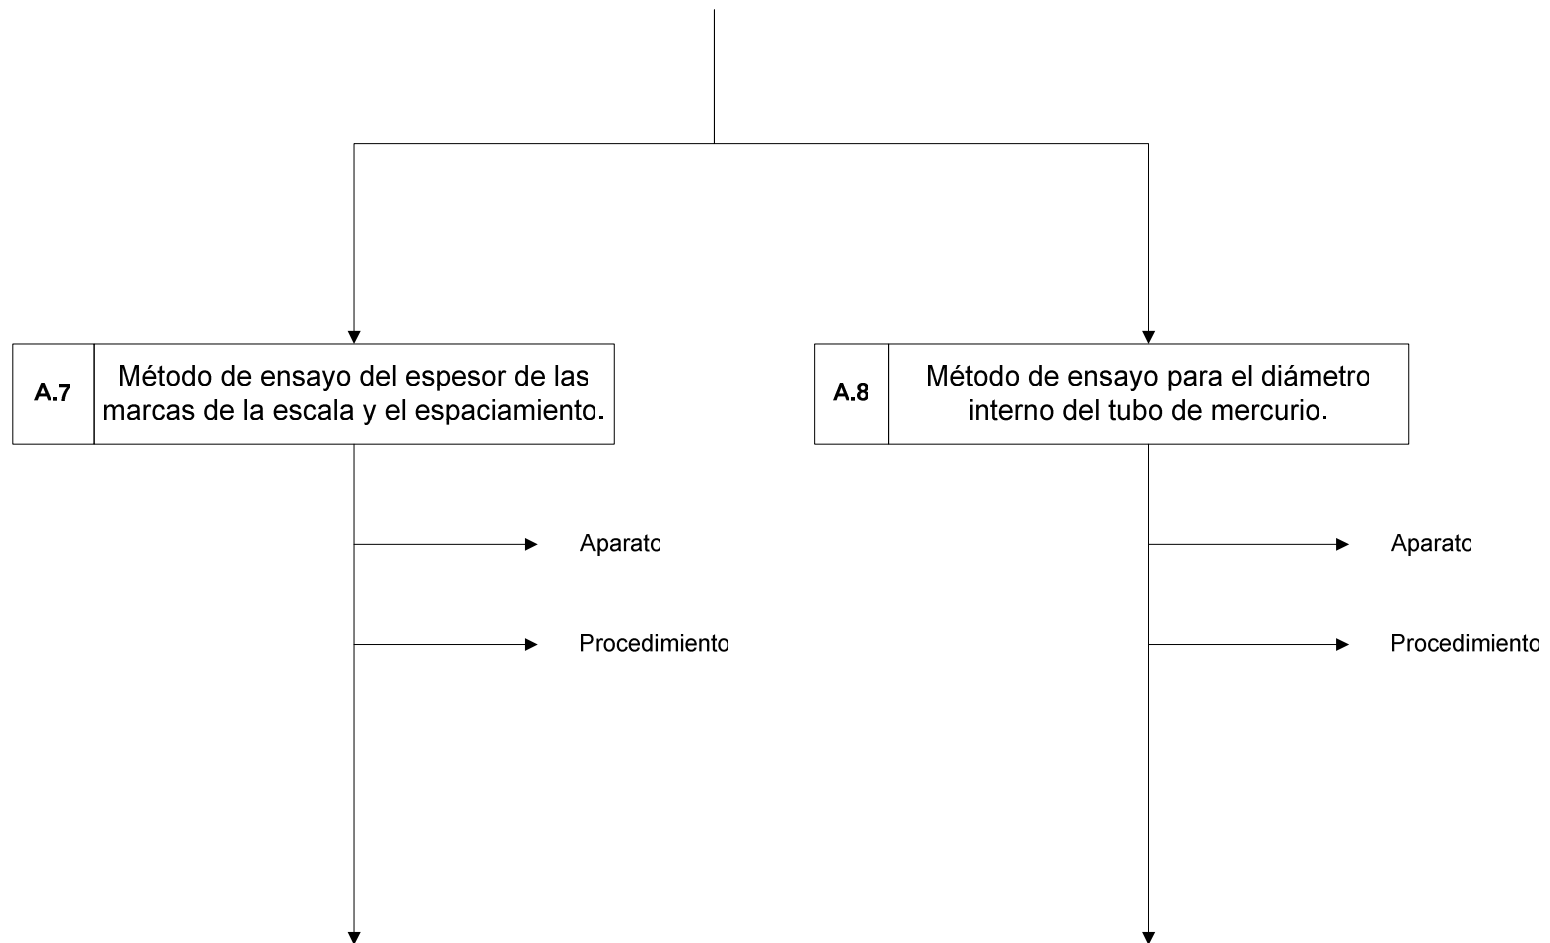 A.7
Método de ensayo del espesor de las
marcas de la escala y el espaciamiento.
Aparato
Procedimiento
A.8
Método de ensayo para el diámetro
interno del tubo de mercurio.
Aparato
Procedimiento